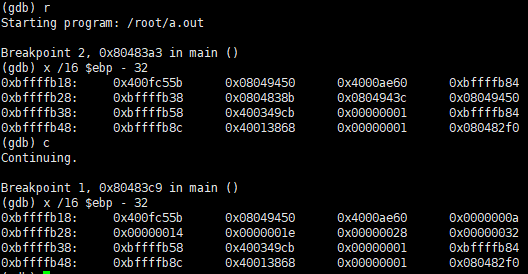 (gdb) r
Starting program: /root/a.out
Breakpoint 2, 0x80483a3 in main ()
(gdb) x /16 $ebp - 32
0xbffffb18: 0x400fc55b 0x08049450 0x4000ae60 0xbffffb84
0xbffffb28: 0xbffffb38 0x0804838b 0x0804943c 0x08049450
0xbffffb38: 0xbffffb58 0x400349cb 0x00000001 0xbffffb84
0xbffffb48: 0xbffffb8c 0x40013868 0x00000001 0x080482f0
(gdb) c
Continuing.
Breakpoint 1, 0x80483c9 in main ()
(gdb) x /16 $ebp - 32
0xbffffb18: 0x400fc55b 0x08049450 0x4000ae60 0x0000000a
0xbffffb28: 0x00000014 0x0000001e 0x00000028 0x00000032
0xbffffb38: 0xbffffb58 0x400349cb 0x00000001 0xbffffb84
0xbffffb48: 0xbffffb8c 0x40013868 0x00000001 0x080482f0